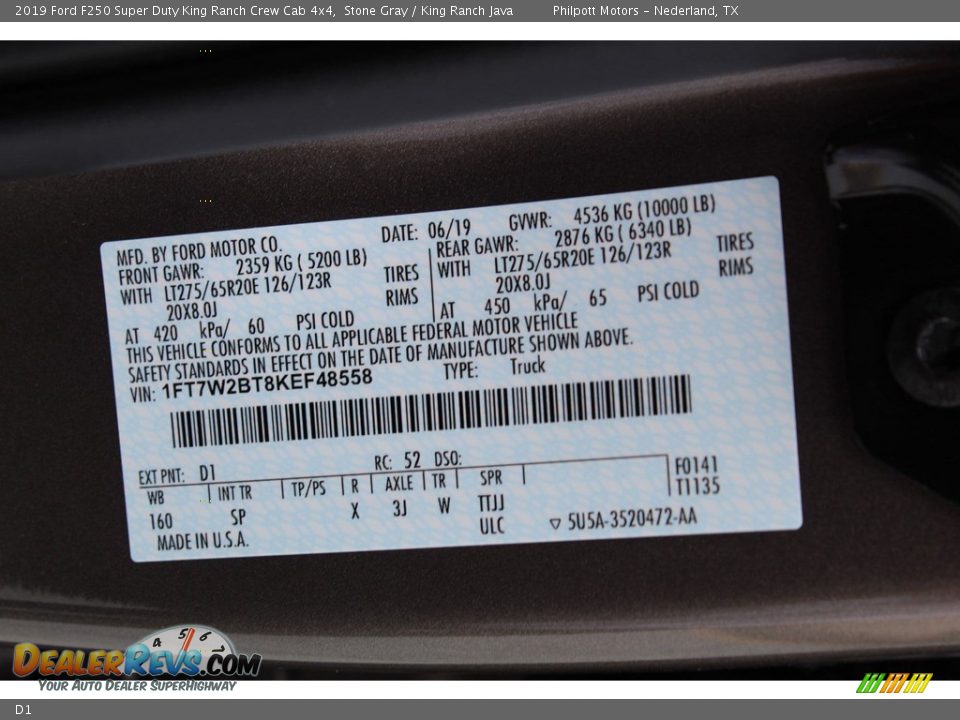 2019 Ford F250 Super Duty King Ranch Crew Cab 4x4, Stone Gray / King Ranch Java Philpott Motors – Nederland, TX
MFD. BY FORD MOTOR CO. DATE: 06/19 GVWR: 4536 KG (10000 LB)
FRONT GAWR: 2359 KG ( 5200 LB) REAR GAWR: 2876 KG ( 6340 LB)
WITH LT275/65R20E 126/123R TIRES WITH LT275/65R20E 126/123R TIRES
20X8.0J RIMS 20X8.0J RIMS
AT 420 kPa/ 60 PSI COLD AT 450 kPa/ 65 PSI COLD
THIS VEHICLE CONFORMS TO ALL APPLICABLE FEDERAL MOTOR VEHICLE
SAFETY STANDARDS IN EFFECT ON THE DATE OF MANUFACTURE SHOWN ABOVE.
VIN: 1FT7W2BT8KEF48558 TYPE: Truck
EXT PNT: D1 RC: 52 DSO:
WB INT TR TP/PS R AXLE TR SPR F0141
T1135
160 SP X 3J W TTJJ
MADE IN U.S.A. ULC ▽ 5U5A-3520472-AA
4 5 6
DEALERREVS.COM
YOUR AUTO DEALER SUPERHIGHWAY
D1